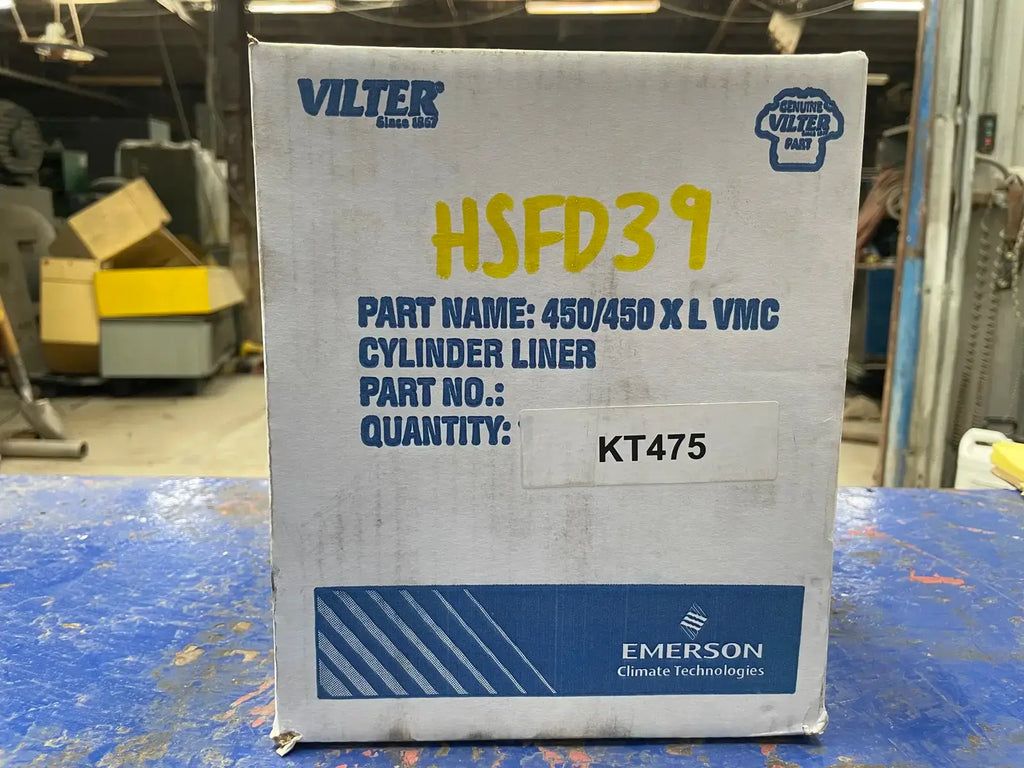 VILTER
Since 1867
GENUINE
VILTER
PART
HSFD39
PART NAME: 450/450 X L VMC
CYLINDER LINER
PART NO.:
QUANTITY:
KT475
EMERSON
Climate Technologies